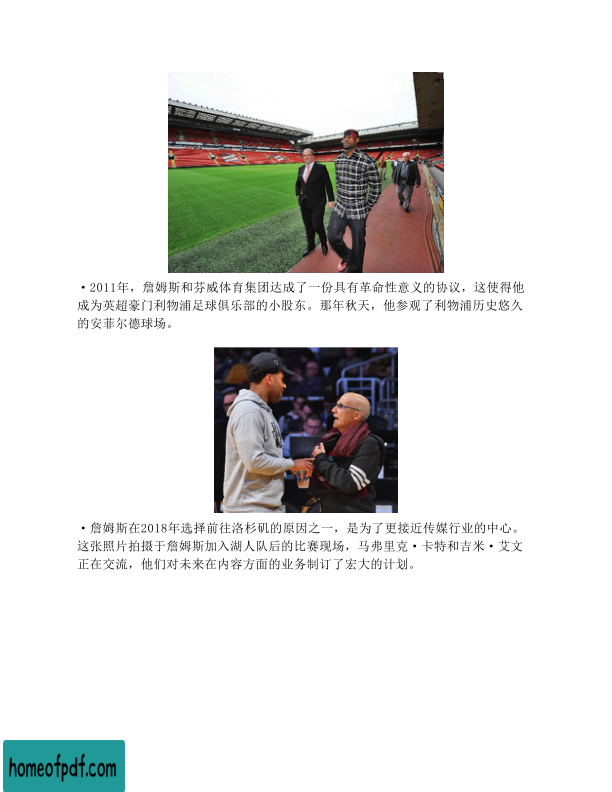 ·2011年，詹姆斯和芬威体育集团达成了一份具有革命性意义的协议，这使得他
成为英超豪门利物浦足球俱乐部的小股东。那年秋天，他参观了利物浦历史悠久
的安菲尔德球场。
·詹姆斯在2018年选择前往洛杉矶的原因之一，是为了更接近传媒行业的中心。
这张照片拍摄于詹姆斯加入湖人队后的比赛现场，马弗里克·卡特和吉米·艾文
正在交流，他们对未来在内容方面的业务制订了宏大的计划。
homeofpdf.com